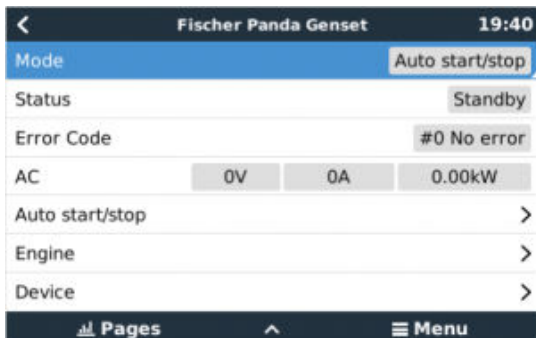 Fischer Panda Genset 19:40
Mode Auto start/stop
Status Standby
Error Code #0 No error
AC 0V 0A 0.00kW
Auto start/stop
Engine
Device
Pages Menu